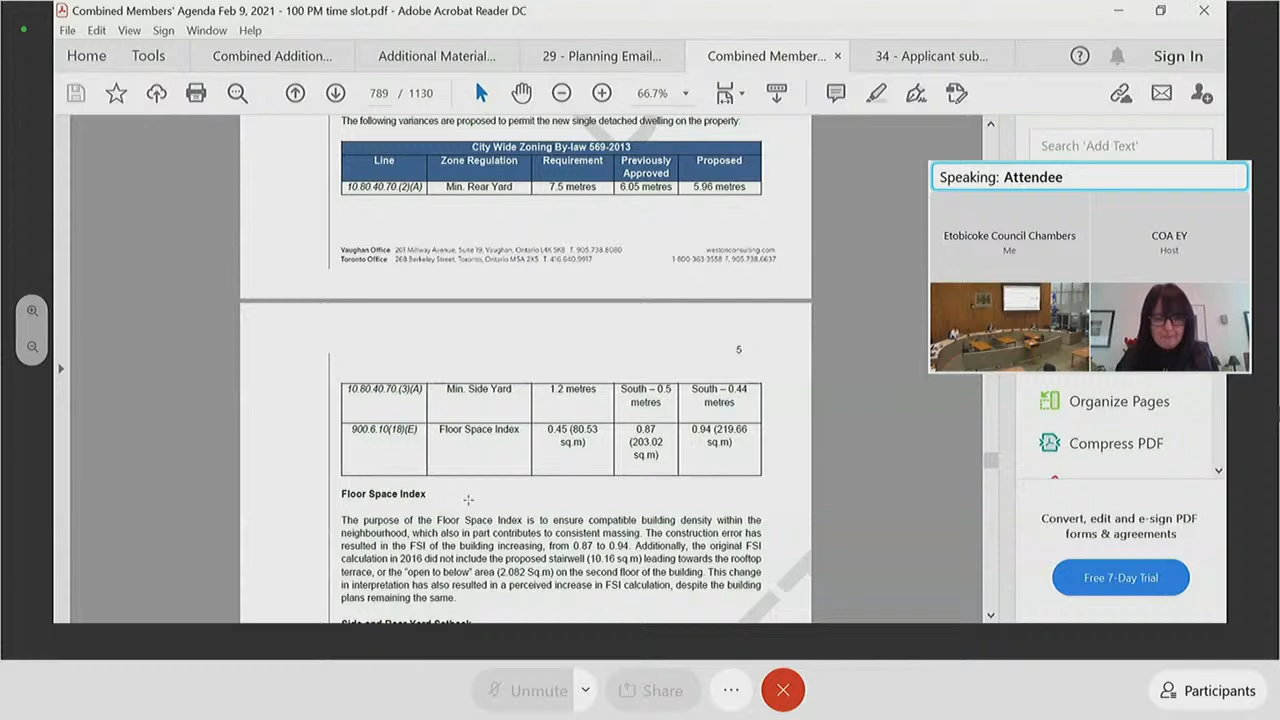 Combined Members' Agenda Feb 9, 2021 - 100 PM time slot.pdf - Adobe Acrobat Reader DC
File Edit View Sign Window Help
Home Tools Combined Addition... Additional Material... 29 - Planning Email... Combined Member... × 34 - Applicant sub... Sign In
789 / 1130 66.7%
The following variances are proposed to permit the new single detached dwelling on the property.
Search 'Add Text'
City Wide Zoning By-law 569-2013
Line Zone Regulation Requirement Previously Approved Proposed
10.80.40.70 (2)(A) Min. Rear Yard 7.5 metres 6.05 metres 5.96 metres
Speaking: Attendee
Etobicoke Council Chambers
Me
COA EY
Host
Vaughan Office 201 Millway Avenue, Suite 19, Vaughan, Ontario L4K 5K8 T. 905.738.8080 westonconsulting.com
Toronto Office 268 Berkeley Street, Toronto, Ontario M5A 2X5 T. 416.640.9917 1-800-363-3558 F. 905.738.6637
5
10.80.40.70.(3)(A) Min. Side Yard 1.2 metres South – 0.5 metres South – 0.44 metres
900.6.10(18)(E) Floor Space Index 0.45 (80.53 sq.m) 0.87 (203.02 sq.m) 0.94 (219.66 sq.m)
Organize Pages
Compress PDF
Floor Space Index
The purpose of the Floor Space Index is to ensure compatible building density within the
neighbourhood, which also in part contributes to consistent massing. The construction error has
resulted in the FSI of the building increasing, from 0.87 to 0.94. Additionally, the original FSI
calculation in 2016 did not include the proposed stairwell (10.16 sq.m) leading towards the rooftop
terrace, or the "open to below" area (2.082 Sq.m) on the second floor of the building. This change
in interpretation has also resulted in a perceived increase in FSI calculation, despite the building
plans remaining the same.
Side and Rear Yard Setback
Convert, edit and e-sign PDF
forms & agreements
Free 7-Day Trial
Unmute Share ... Participants